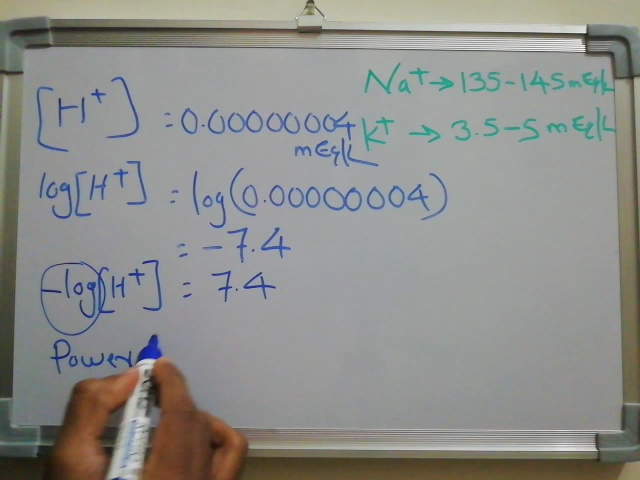 [H⁺] = 0.00000004
mEq/L
log[H⁺] = log(0.00000004)
= -7.4
-log[H⁺] = 7.4
Power
Na⁺ → 135-145 mEq/L
K⁺ → 3.5-5 mEq/L